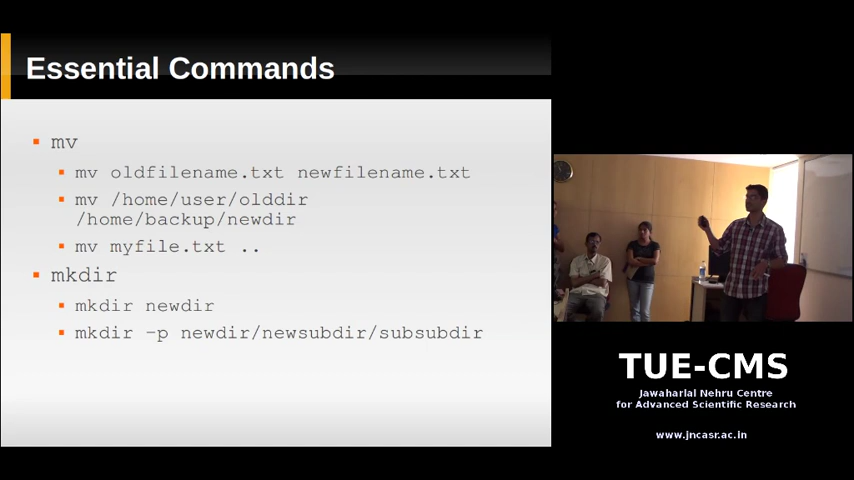 Essential Commands
mv
mv oldfilename.txt newfilename.txt
mv /home/user/olddir
/home/backup/newdir
mv myfile.txt ..
mkdir
mkdir newdir
mkdir –p newdir/newsubdir/subsubdir
TUE-CMS
Jawaharlal Nehru Centre
for Advanced Scientific Research
www.jncasr.ac.in